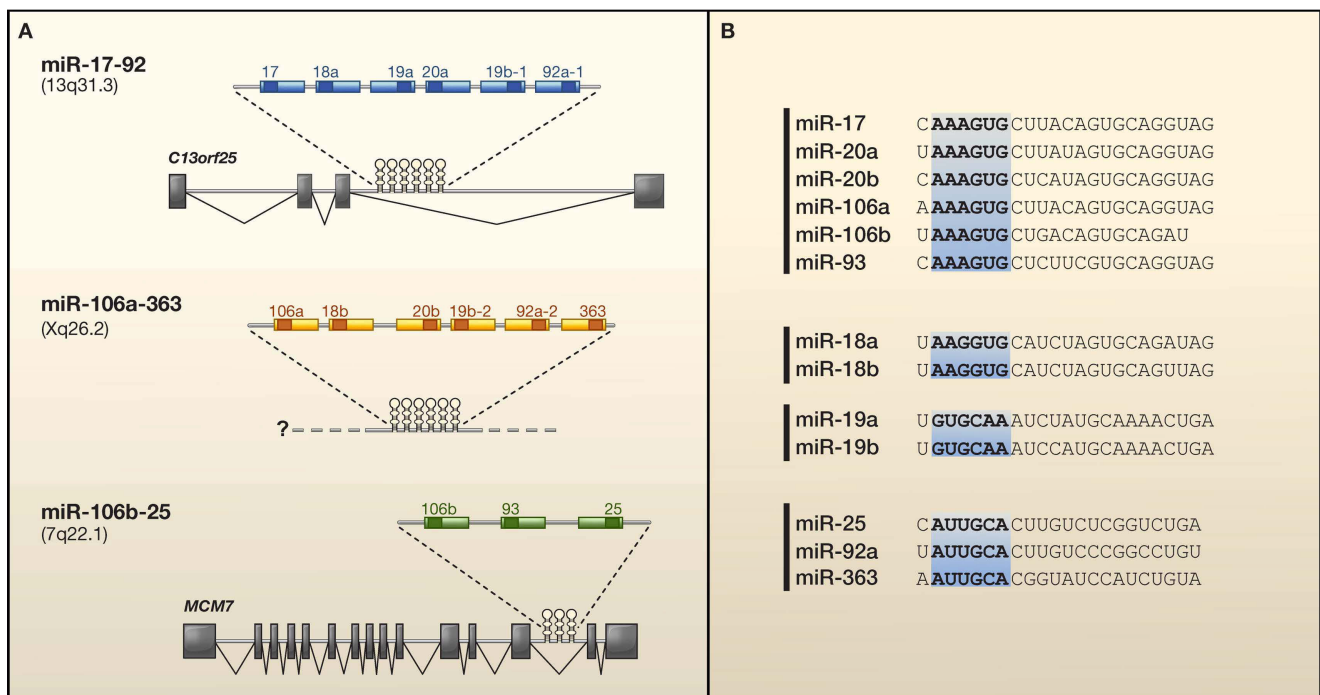 A
miR-17-92
(13q31.3)
17 18a 19a 20a 19b-1 92a-1
C13orf25
miR-106a-363
(Xq26.2)
106a 18b 20b 19b-2 92a-2 363
?
miR-106b-25
(7q22.1)
106b 93 25
MCM7
B
miR-17 CAAAGUGCUUACAGUGCAGGUAG
miR-20a UAAAGUGCUUAUAGUGCAGGUAG
miR-20b CAAAGUGCUCAUAGUGCAGGUAG
miR-106a AAAAGUGCUUACAGUGCAGGUAG
miR-106b UAAAGUGCUGACAGUGCAGAU
miR-93 CAAAGUGCUCUUCGUGCAGGUAG
miR-18a UAAGGUGCAUCUAGUGCAGAUAG
miR-18b UAAGGUGCAUCUAGUGCAGUUAG
miR-19a UGUGCAAAUCUAUGCAAAACUGA
miR-19b UGUGCAAAUCCAUGCAAAACUGA
miR-25 CAUUGCACUUGUCUCGGUCUGA
miR-92a UAUUGCACUUGUCCCGGCCUGU
miR-363 AAUUGCACGGUAUCCAUCUGUA